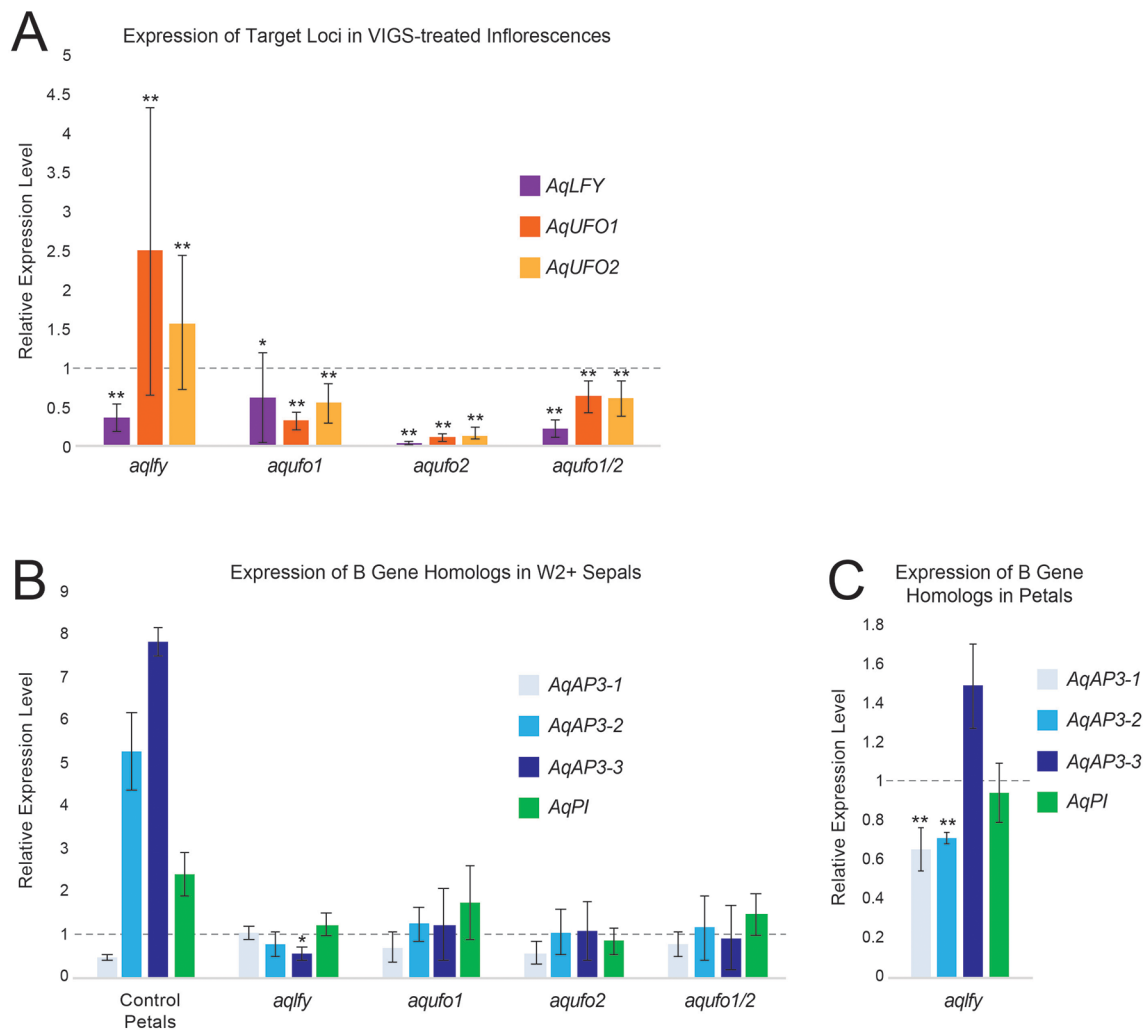 A
Expression of Target Loci in VIGS-treated Inflorescences
Relative Expression Level
5
4.5
4
3.5
3
2.5
2
1.5
1
0.5
0
**
**
**
*
**
**
**
**
**
**
**
**
AqLFY
AqUFO1
AqUFO2
aqlfy
aqufo1
aqufo2
aqufo1/2
B
Expression of B Gene Homologs in W2+ Sepals
Relative Expression Level
9
8
7
6
5
4
3
2
1
0
*
AqAP3-1
AqAP3-2
AqAP3-3
AqPI
Control
Petals
aqlfy
aqufo1
aqufo2
aqufo1/2
C
Expression of B Gene
Homologs in Petals
Relative Expression Level
1.8
1.6
1.4
1.2
1
0.8
0.6
0.4
0.2
0
**
**
AqAP3-1
AqAP3-2
AqAP3-3
AqPI
aqlfy